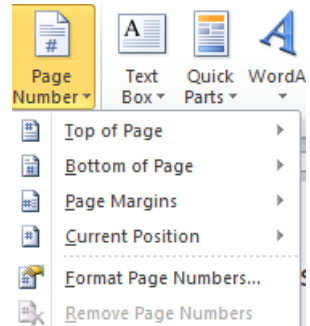 Page Number
Text Box
Quick Parts
WordA
Top of Page
Bottom of Page
Page Margins
Current Position
Format Page Numbers...
Remove Page Numbers